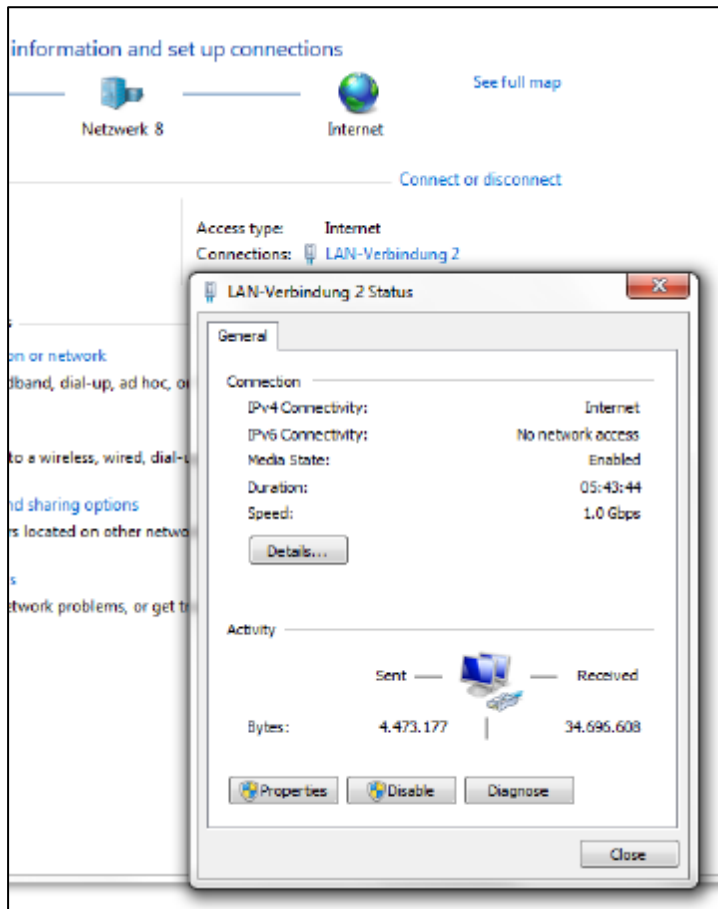 information and set up connections
See full map
Netzwerk 8
Internet
Connect or disconnect
Access type: Internet
Connections: LAN-Verbindung 2
LAN-Verbindung 2 Status
General
on or network
dband, dial-up, ad hoc, o
to a wireless, wired, dial-
nd sharing options
rs located on other netwo
s
etwork problems, or get t
Connection
IPv4 Connectivity: Internet
IPv6 Connectivity: No network access
Media State: Enabled
Duration: 05:43:44
Speed: 1.0 Gbps
Details...
Activity
Sent Received
Bytes: 4.473.177 34.696.608
Properties Disable Diagnose
Close